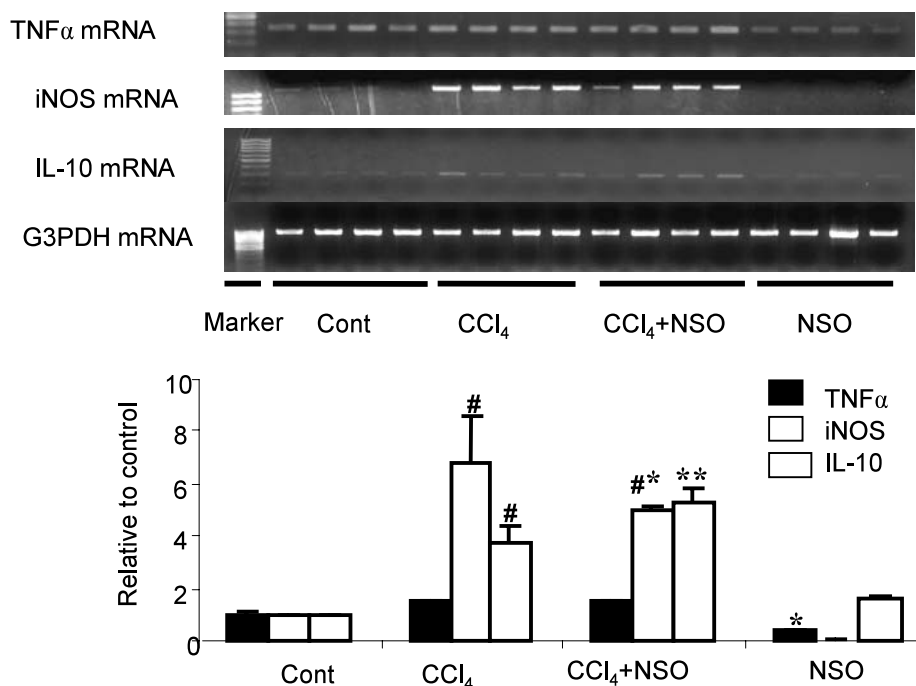 TNFα mRNA
iNOS mRNA
IL-10 mRNA
G3PDH mRNA
Marker Cont CCl₄ CCl₄+NSO NSO
10
8
6
4
2
0
Relative to control
#
#
#*
**
*
TNFα
iNOS
IL-10
Cont CCl₄ CCl₄+NSO NSO